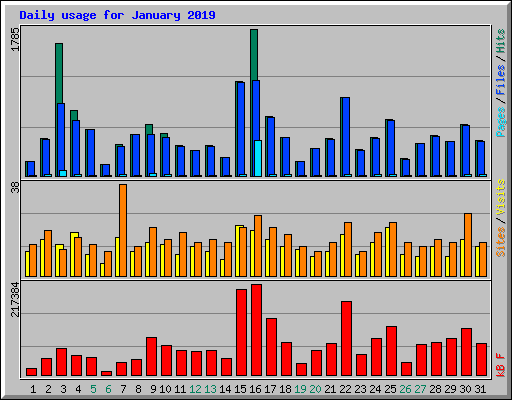 Daily usage for January 2019
1785
Pages / Files / Hits
38
Sites / Visits
217384
kB F
1 2 3 4 5 6 7 8 9 10 11 12 13 14 15 16 17 18 19 20 21 22 23 24 25 26 27 28 29 30 31